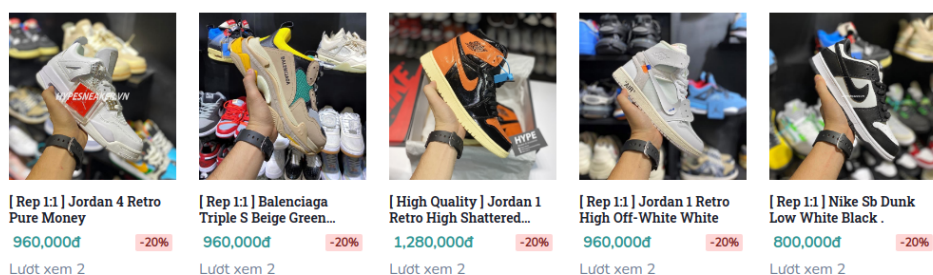 HYPESNEAKER.VN
HYPE
[ Rep 1:1 ] Jordan 4 Retro
Pure Money
960,000đ
-20%
Lượt xem 2
[ Rep 1:1 ] Balenciaga
Triple S Beige Green...
960,000đ
-20%
Lượt xem 2
[ High Quality ] Jordan 1
Retro High Shattered...
1,280,000đ
-20%
Lượt xem 2
[ Rep 1:1 ] Jordan 1 Retro
High Off-White White
960,000đ
-20%
Lượt xem 2
[ Rep 1:1 ] Nike Sb Dunk
Low White Black .
800,000đ
-20%
Lượt xem 2